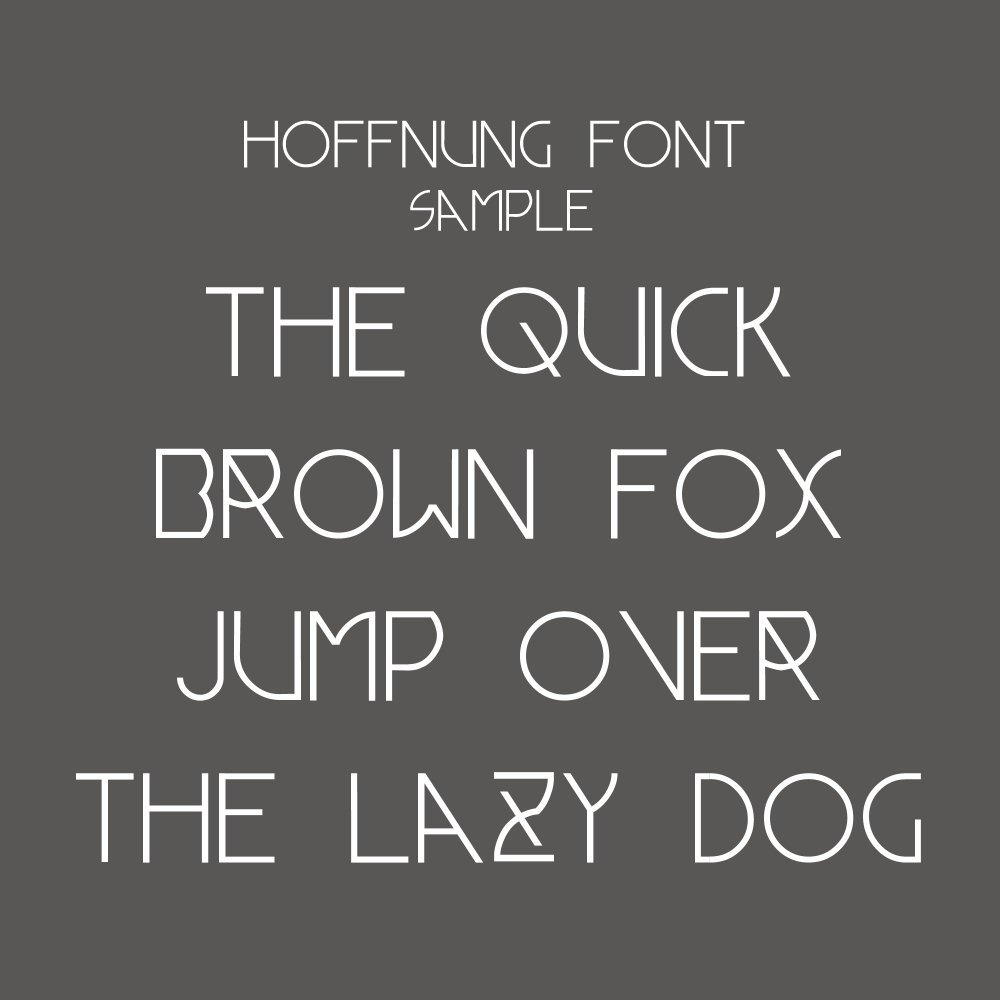 HOFFNUNG FONT
SAMPLE
THE QUICK
BROWN FOX
JUMP OVER
THE LAZY DOG